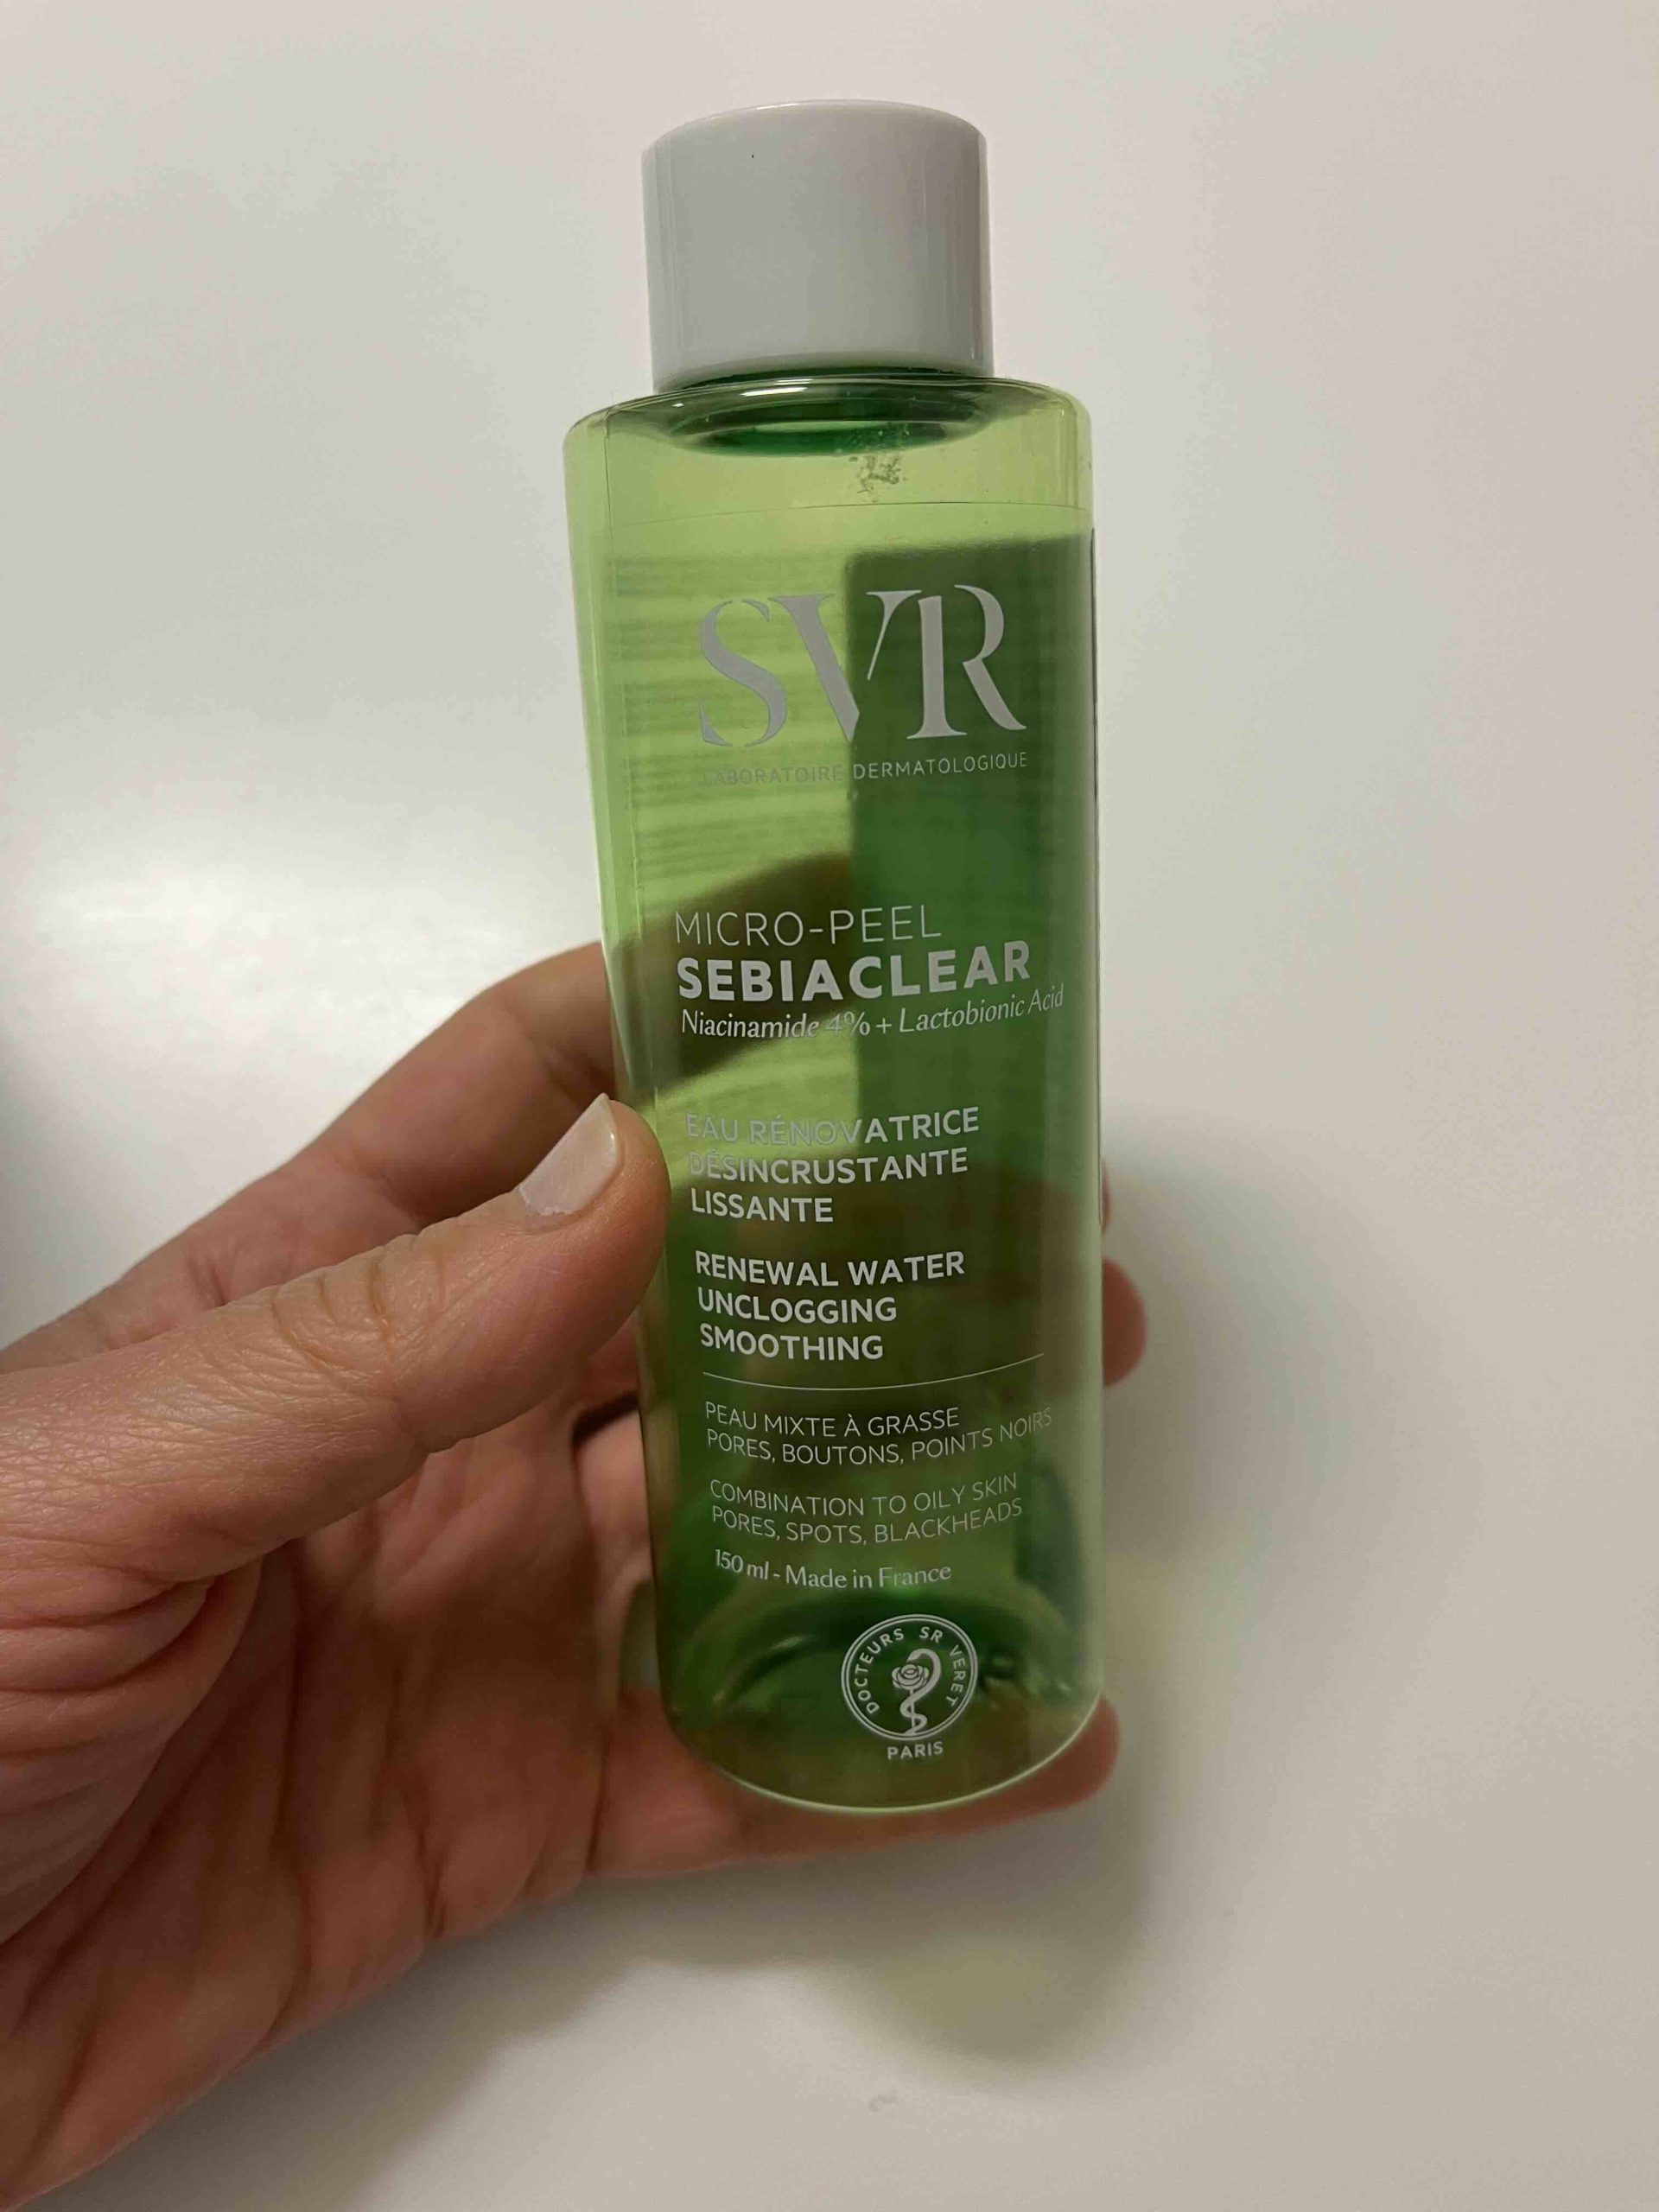 SVR
LABORATOIRE DERMATOLOGIQUE
MICRO-PEEL
SEBIACLEAR
Niacinamide 4% + Lactobionic Acid
EAU RÉNOVATRICE
DÉSINCRUSTANTE
LISSANTE
RENEWAL WATER
UNCLOGGING
SMOOTHING
PEAU MIXTE À GRASSE
PORES, BOUTONS, POINTS NOIRS
COMBINATION TO OILY SKIN
PORES, SPOTS, BLACKHEADS
150 ml - Made in France
DOCTEURS SR VERET
PARIS